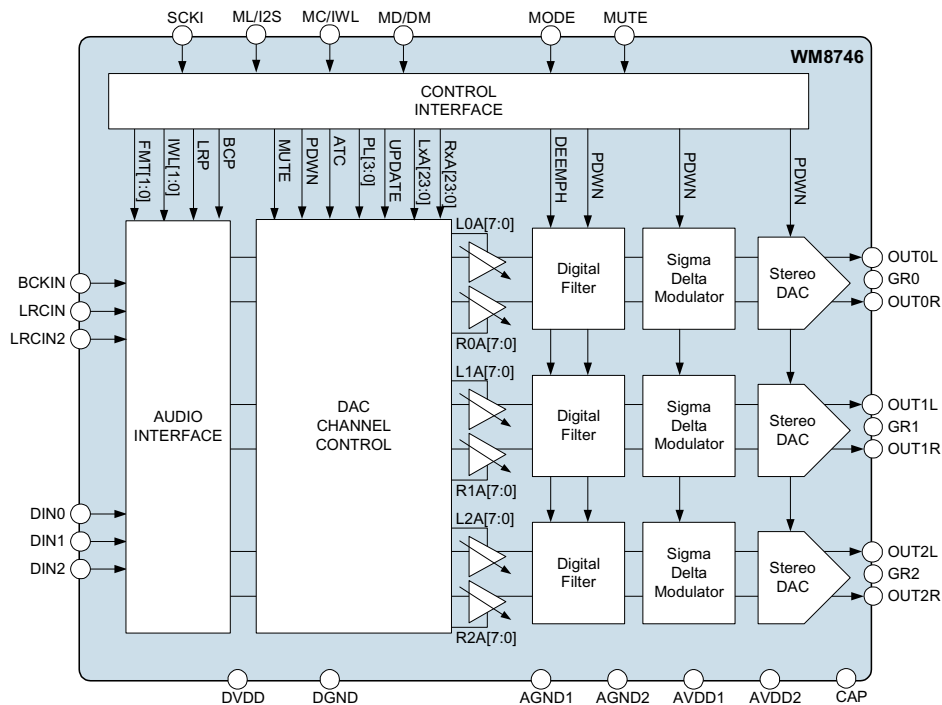 SCKI
ML/I2S
MC/IWL
MD/DM
MODE
MUTE
WM8746
CONTROL
INTERFACE
FMT[1:0]
IWL[1:0]
LRP
BCP
MUTE
PDWN
ATC
PL[3:0]
UPDATE
LxA[23:0]
RxA[23:0]
DEEMPH
PDWN
PDWN
PDWN
BCKIN
LRCIN
LRCIN2
DIN0
DIN1
DIN2
AUDIO
INTERFACE
DAC
CHANNEL
CONTROL
L0A[7:0]
R0A[7:0]
L1A[7:0]
R1A[7:0]
L2A[7:0]
R2A[7:0]
Digital
Filter
Sigma
Delta
Modulator
Stereo
DAC
OUT0L
GR0
OUT0R
Digital
Filter
Sigma
Delta
Modulator
Stereo
DAC
OUT1L
GR1
OUT1R
Digital
Filter
Sigma
Delta
Modulator
Stereo
DAC
OUT2L
GR2
OUT2R
DVDD
DGND
AGND1
AGND2
AVDD1
AVDD2
CAP